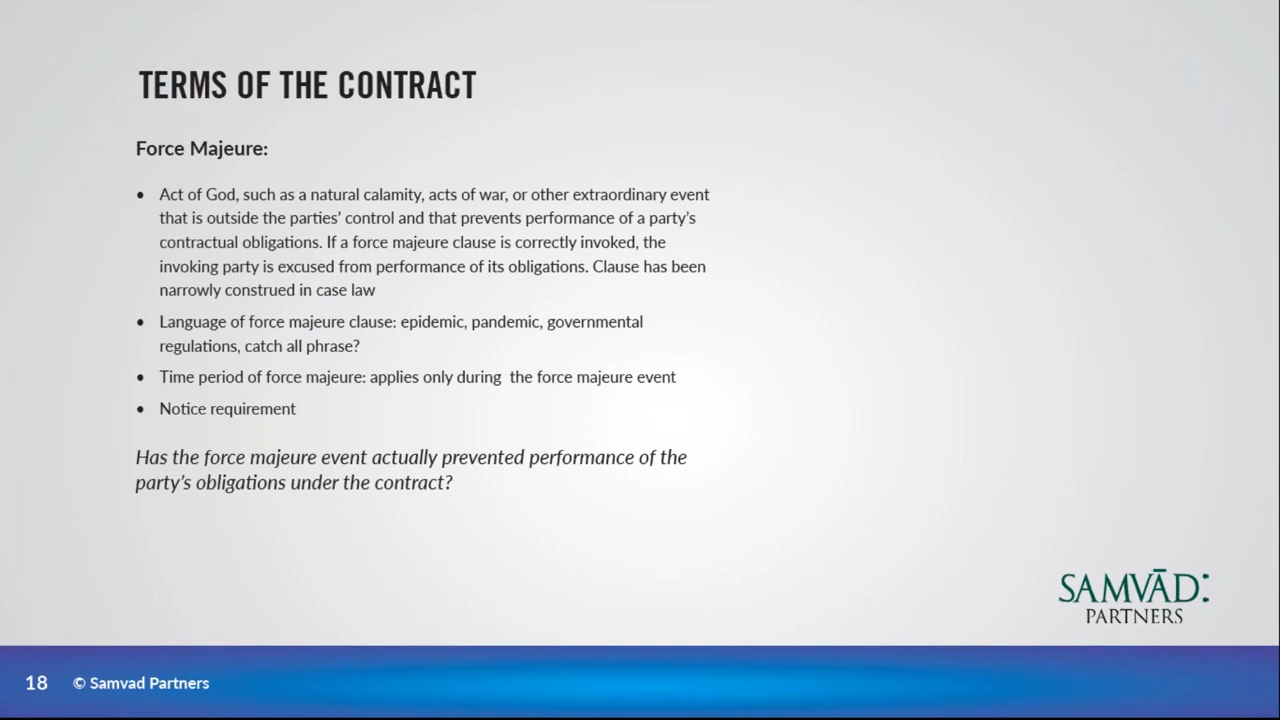 TERMS OF THE CONTRACT
Force Majeure:
• Act of God, such as a natural calamity, acts of war, or other extraordinary event
that is outside the parties’ control and that prevents performance of a party’s
contractual obligations. If a force majeure clause is correctly invoked, the
invoking party is excused from performance of its obligations. Clause has been
narrowly construed in case law
• Language of force majeure clause: epidemic, pandemic, governmental
regulations, catch all phrase?
• Time period of force majeure: applies only during  the force majeure event
• Notice requirement
Has the force majeure event actually prevented performance of the
party’s obligations under the contract?
SAMVĀD:
PARTNERS
18 © Samvad Partners